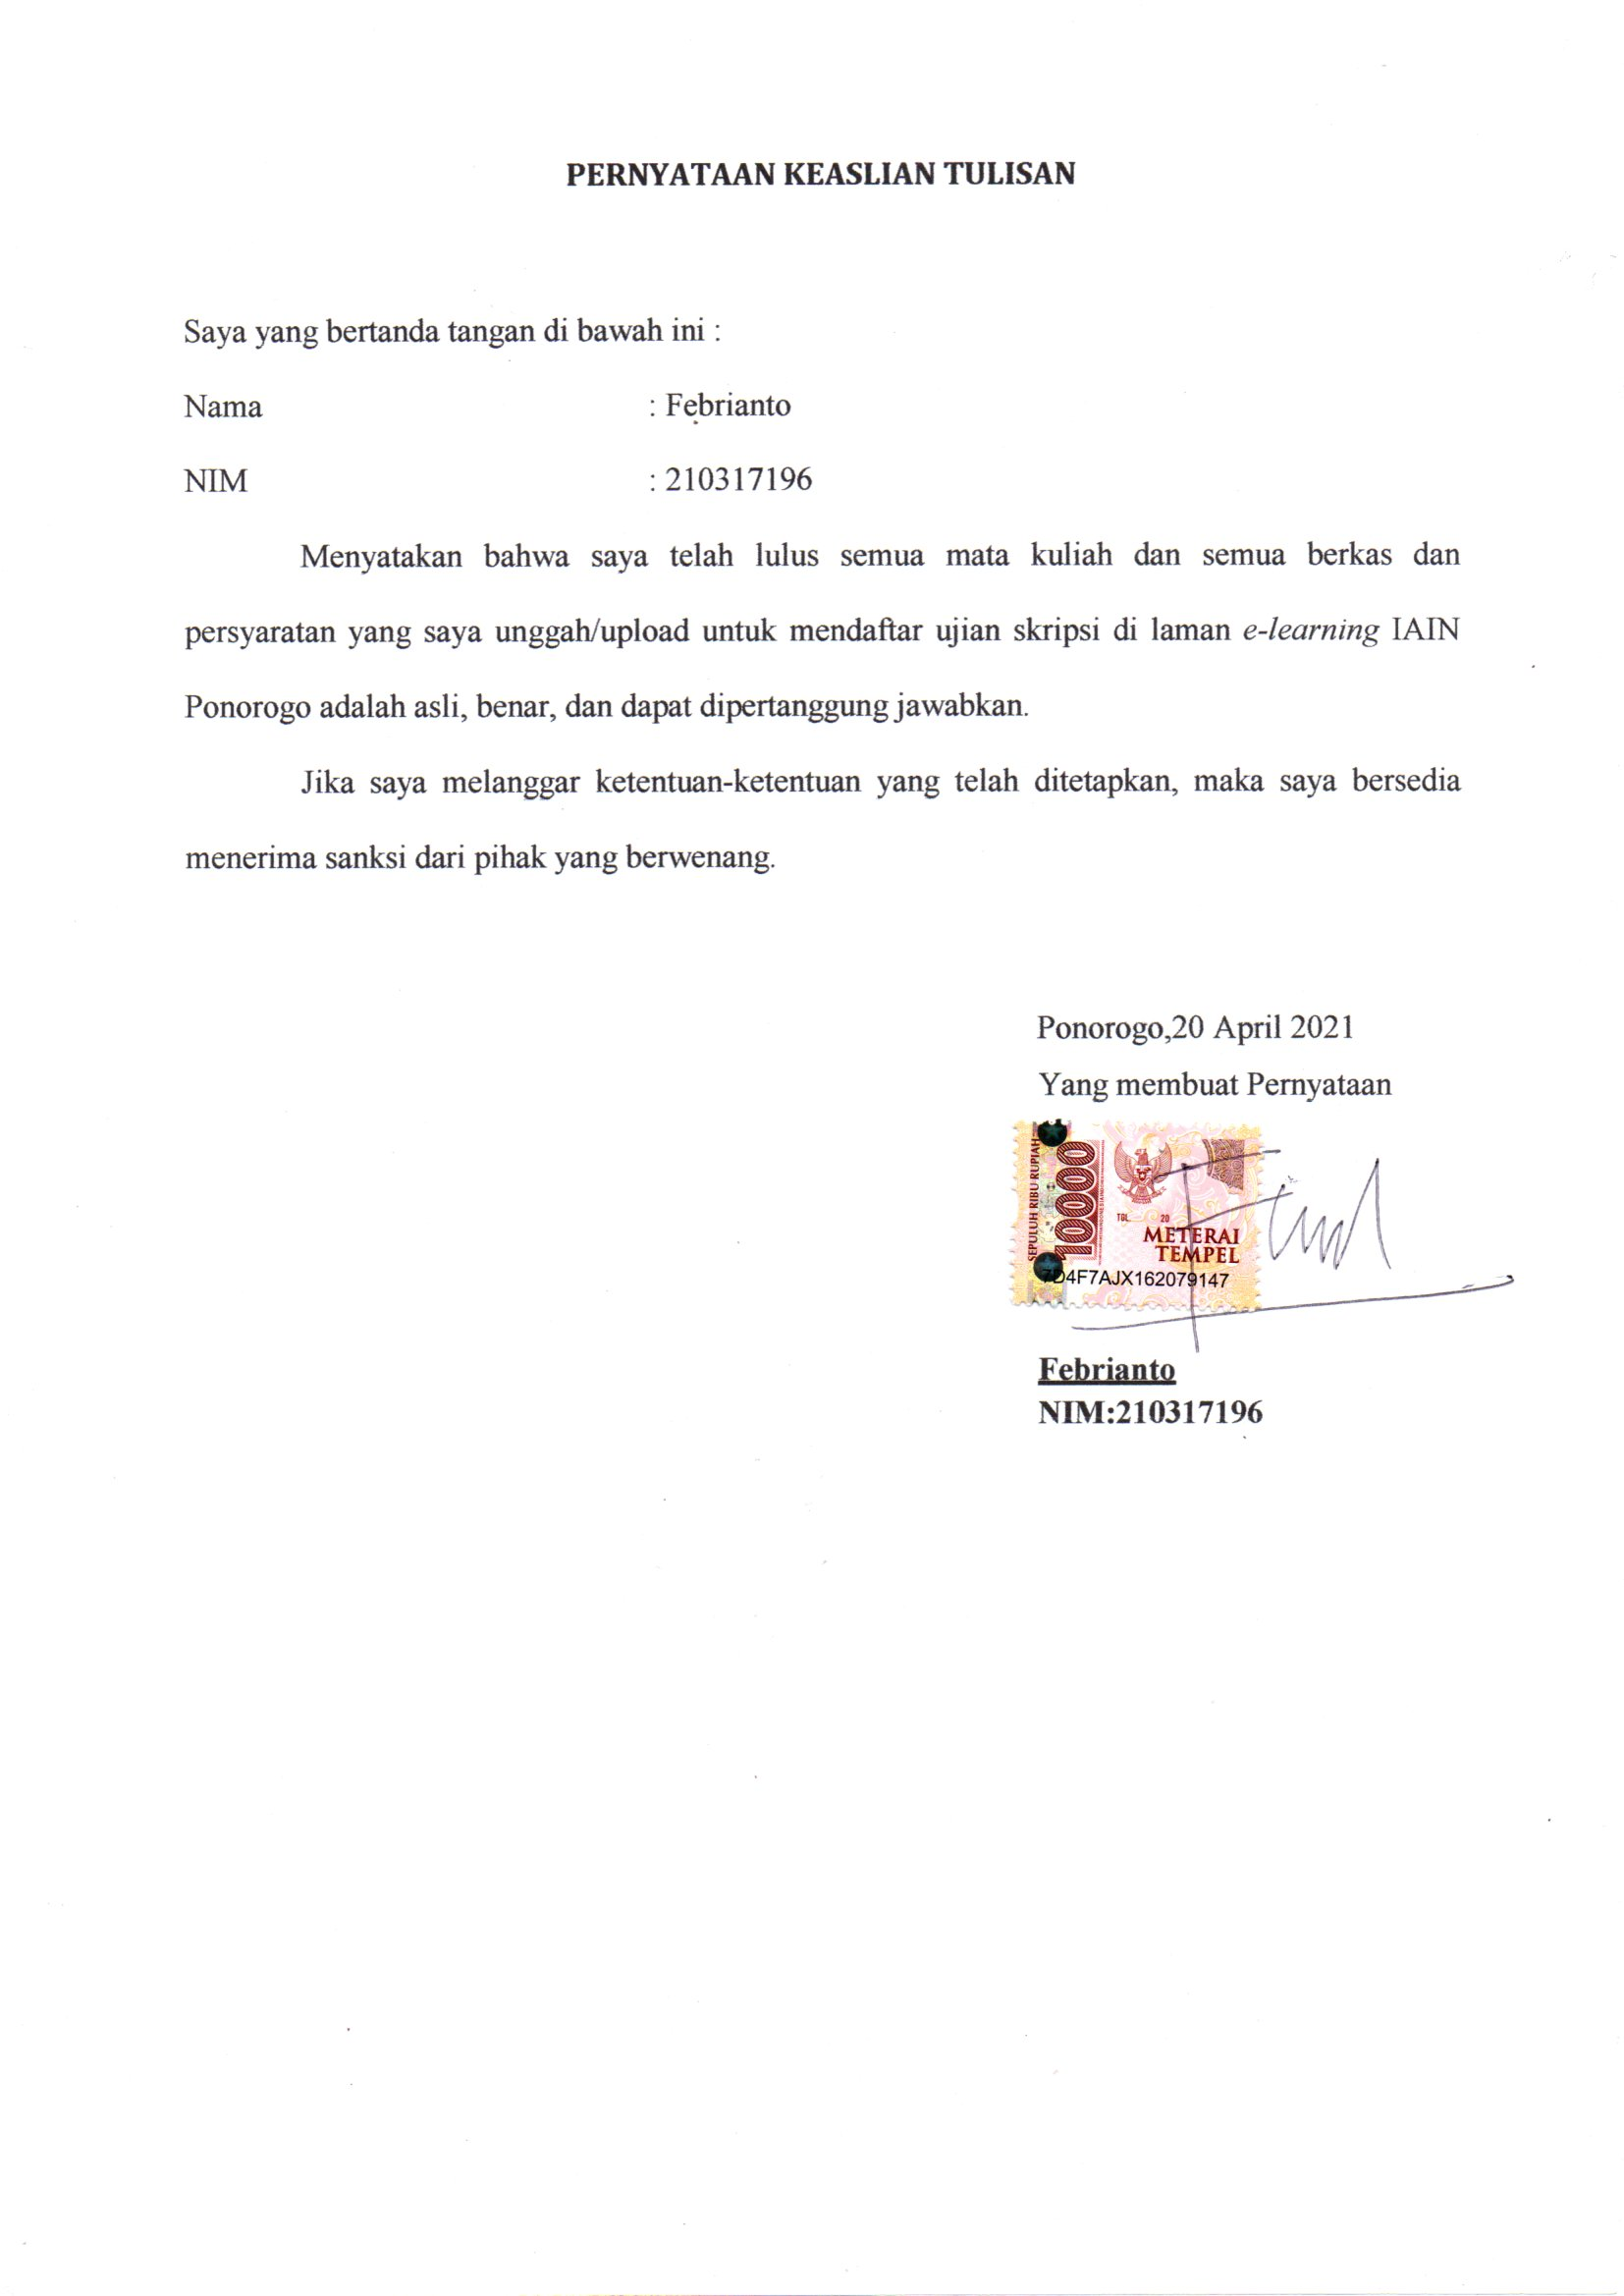 PERNYATAAN KEASLIAN TULISAN
Saya yang bertanda tangan di bawah ini :
Nama : Febrianto
NIM : 210317196
Menyatakan bahwa saya telah lulus semua mata kuliah dan semua berkas dan
persyaratan yang saya unggah/upload untuk mendaftar ujian skripsi di laman e-learning IAIN
Ponorogo adalah asli, benar, dan dapat dipertanggung jawabkan.
Jika saya melanggar ketentuan-ketentuan yang telah ditetapkan, maka saya bersedia
menerima sanksi dari pihak yang berwenang.
Ponorogo,20 April 2021
Yang membuat Pernyataan
SEPULUH RIBU RUPIAH
10000
TGL. 20
METERAI
TEMPEL
7D4F7AJX162079147
Febrianto
NIM:210317196